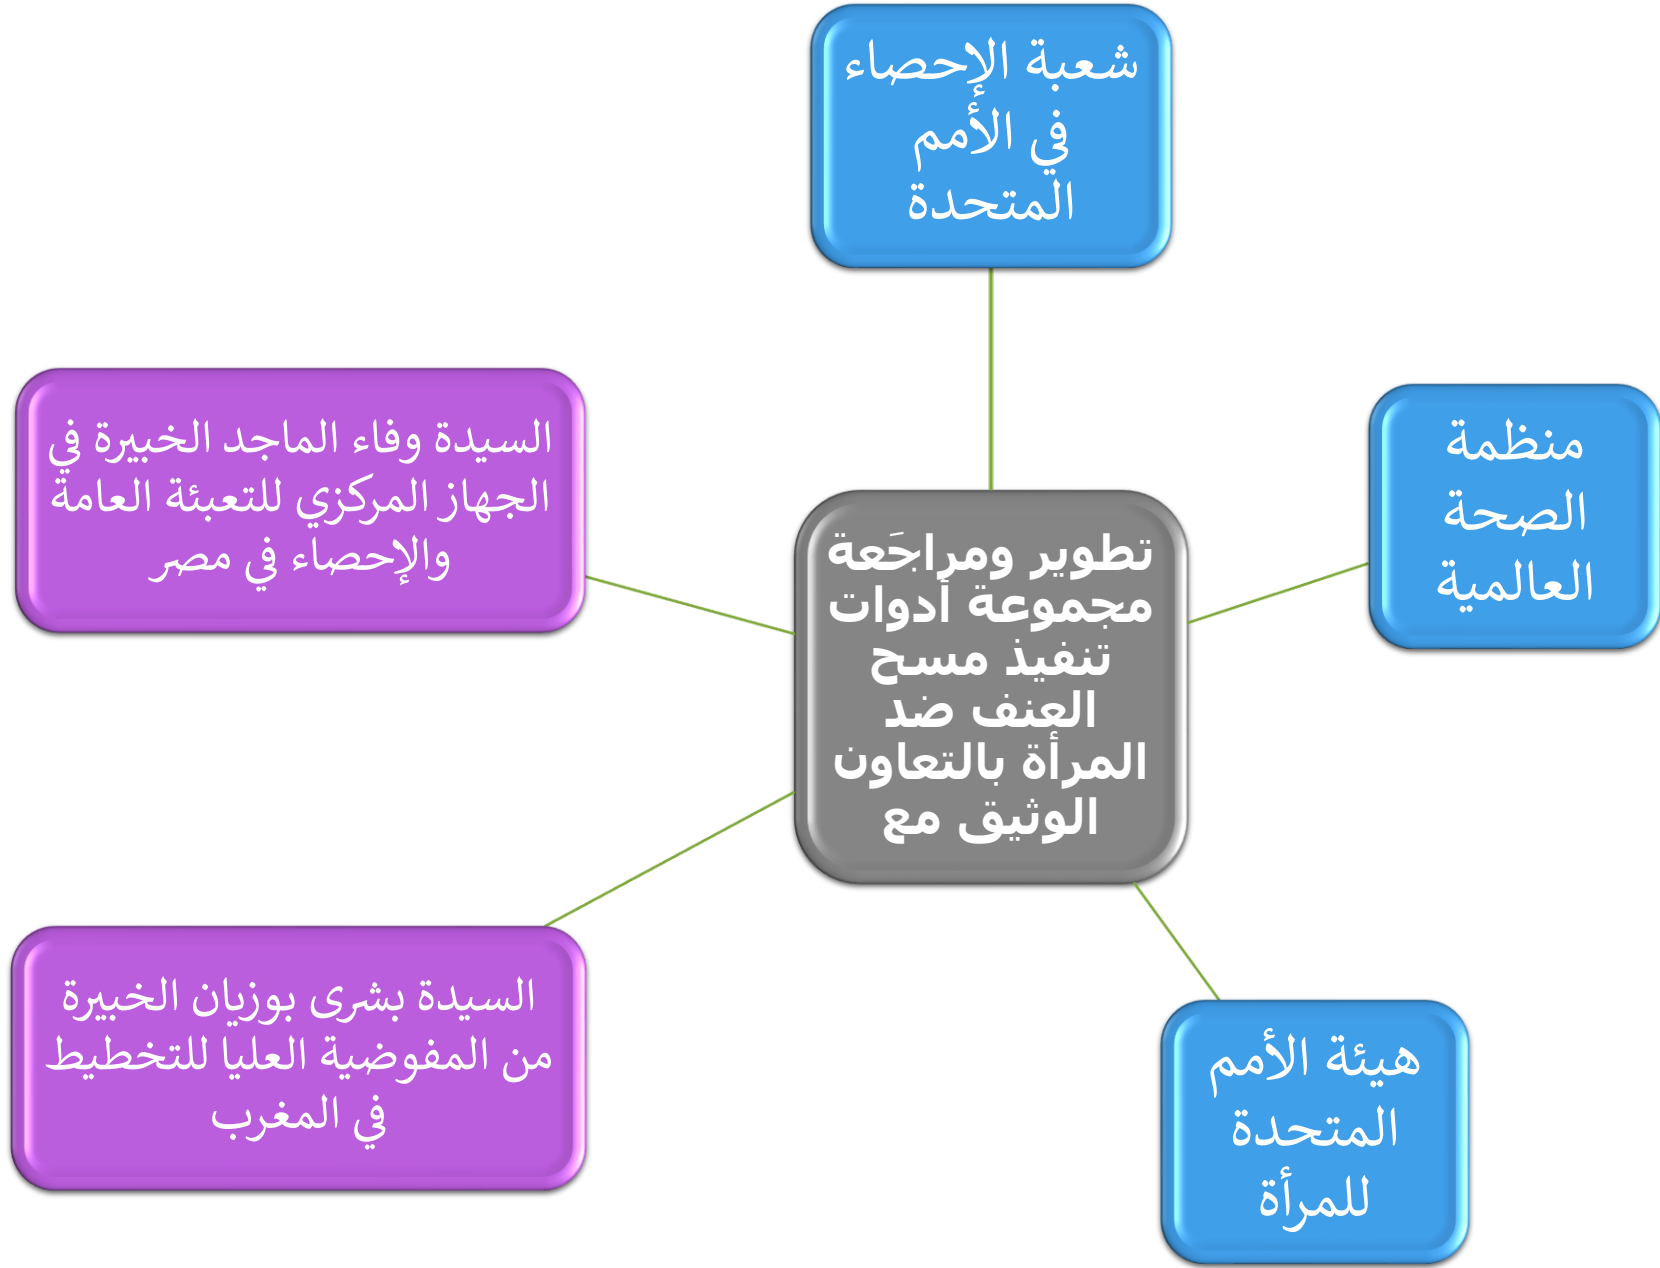 شعبة الإحصاء
في الأمم
المتحدة
منظمة
الصحة
العالمية
السيدة وفاء الماجد الخبيرة في
الجهاز المركزي للتعبئة العامة
والإحصاء في مصر
تطوير ومراجَعة
مجموعة أدوات
تنفيذ مسح
العنف ضد
المرأة بالتعاون
الوثيق مع
السيدة بشرى بوزيان الخبيرة
من المفوضية العليا للتخطيط
في المغرب
هيئة الأمم
المتحدة
للمرأة